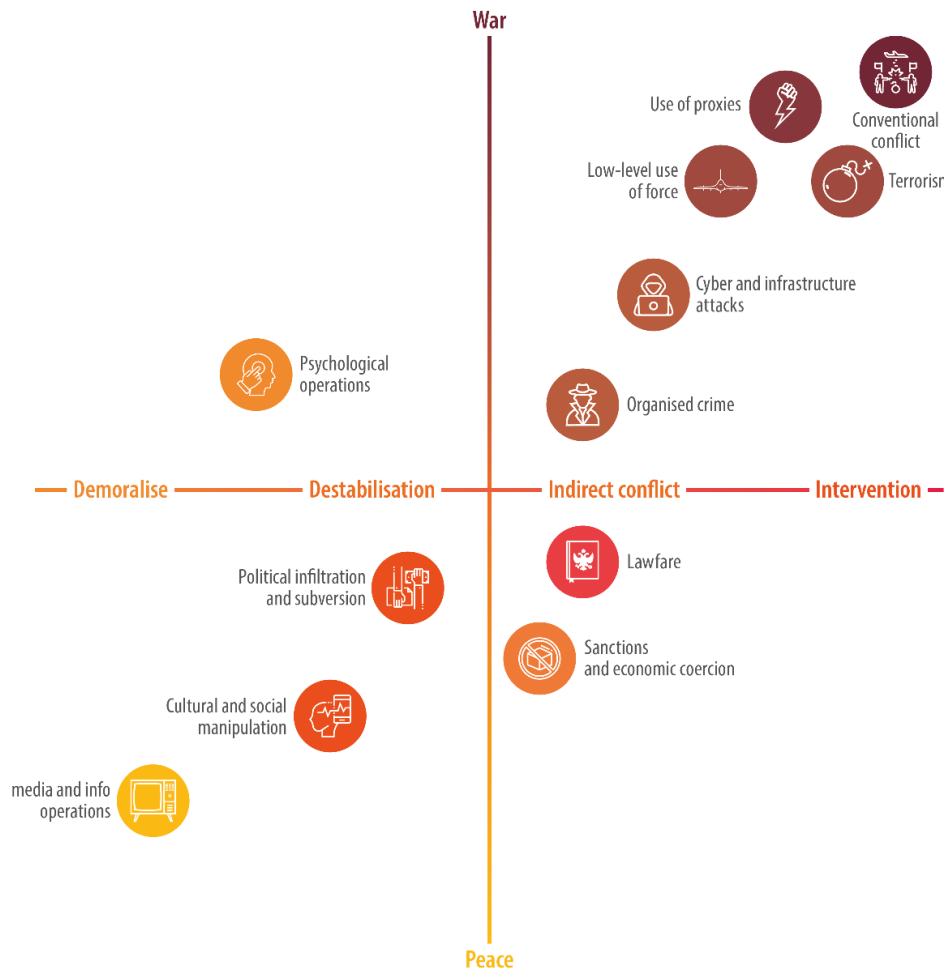 War
Use of proxies
Conventional
conflict
Low-level use
of force
Terrorism
Cyber and infrastructure
attacks
Psychological
operations
Organised crime
Demoralise
Destabilisation
Indirect conflict
Intervention
Lawfare
Political infiltration
and subversion
Sanctions
and economic coercion
Cultural and social
manipulation
media and info
operations
Peace